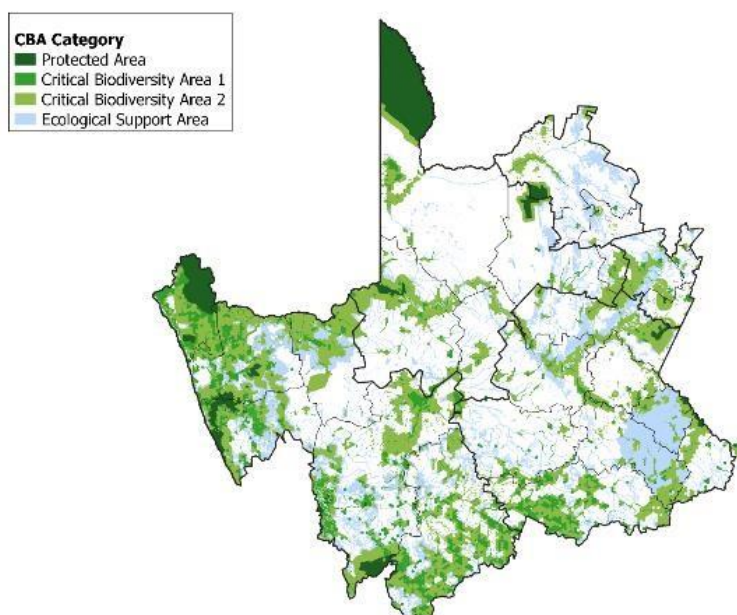 CBA Category
Protected Area
Critical Biodiversity Area 1
Critical Biodiversity Area 2
Ecological Support Area